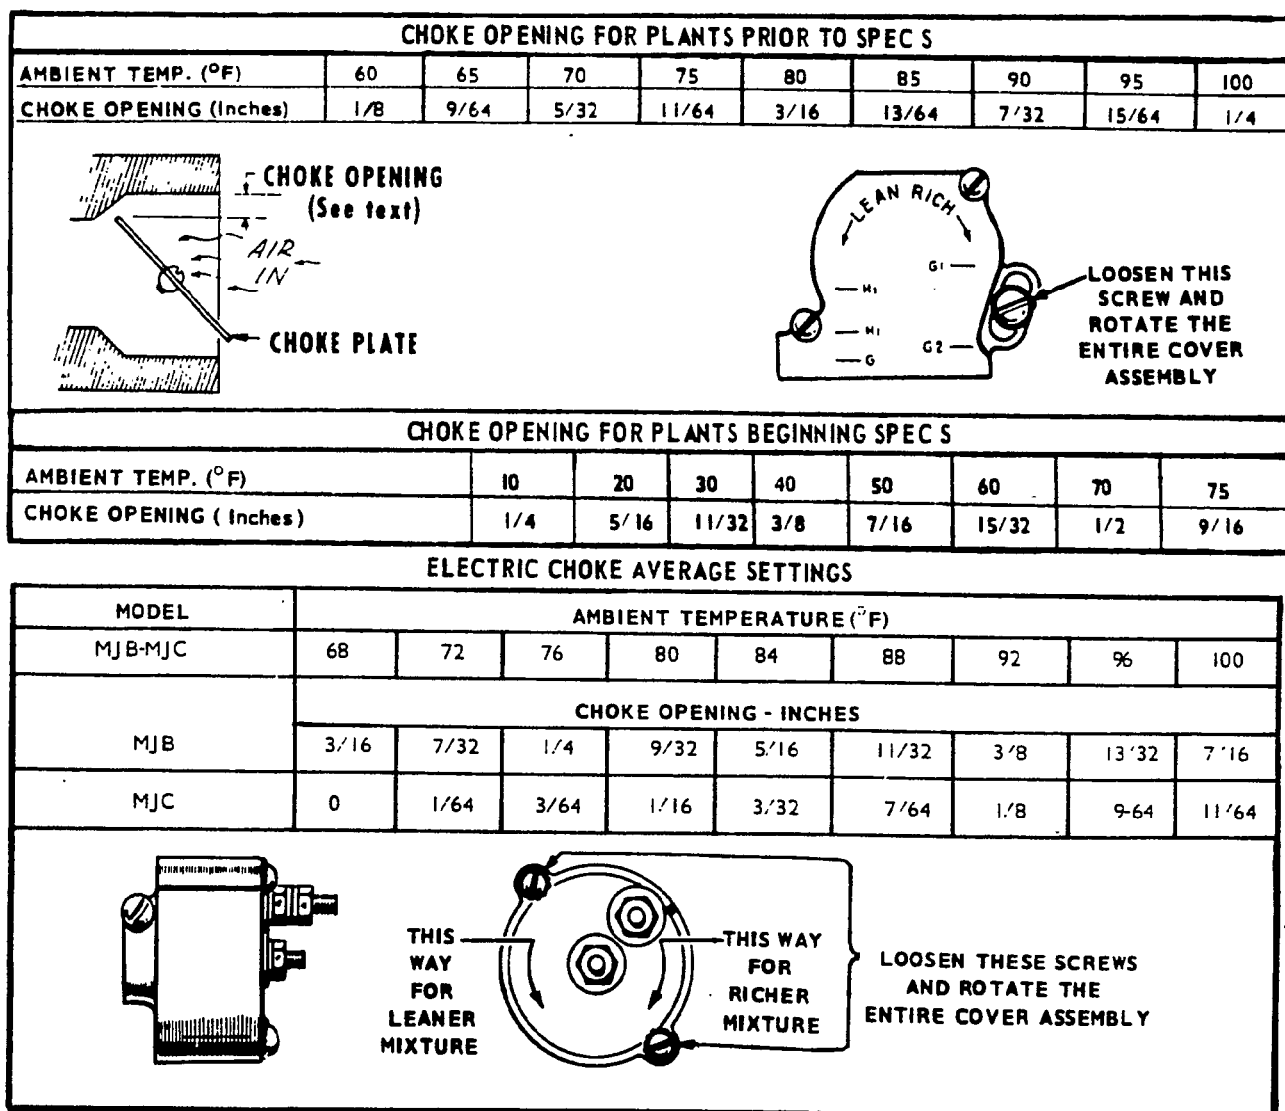 CHOKE OPENING FOR PLANTS PRIOR TO SPEC S
AMBIENT TEMP. (°F) 60 65 70 75 80 85 90 95 100
CHOKE OPENING (Inches) 1/8 9/64 5/32 11/64 3/16 13/64 7/32 15/64 1/4
CHOKE OPENING
(See text)
AIR
IN
CHOKE PLATE
LEAN RICH
G1
H1
H1
G2
G
LOOSEN THIS
SCREW AND
ROTATE THE
ENTIRE COVER
ASSEMBLY
CHOKE OPENING FOR PLANTS BEGINNING SPEC S
AMBIENT TEMP. (°F) 10 20 30 40 50 60 70 75
CHOKE OPENING (Inches) 1/4 5/16 11/32 3/8 7/16 15/32 1/2 9/16
ELECTRIC CHOKE AVERAGE SETTINGS
MODEL AMBIENT TEMPERATURE (°F)
MJB-MJC 68 72 76 80 84 88 92 96 100
CHOKE OPENING - INCHES
MJB 3/16 7/32 1/4 9/32 5/16 11/32 3/8 13/32 7/16
MJC 0 1/64 3/64 1/16 3/32 7/64 1/8 9-64 11/64
THIS
WAY
FOR
LEANER
MIXTURE
THIS WAY
FOR
RICHER
MIXTURE
LOOSEN THESE SCREWS
AND ROTATE THE
ENTIRE COVER ASSEMBLY